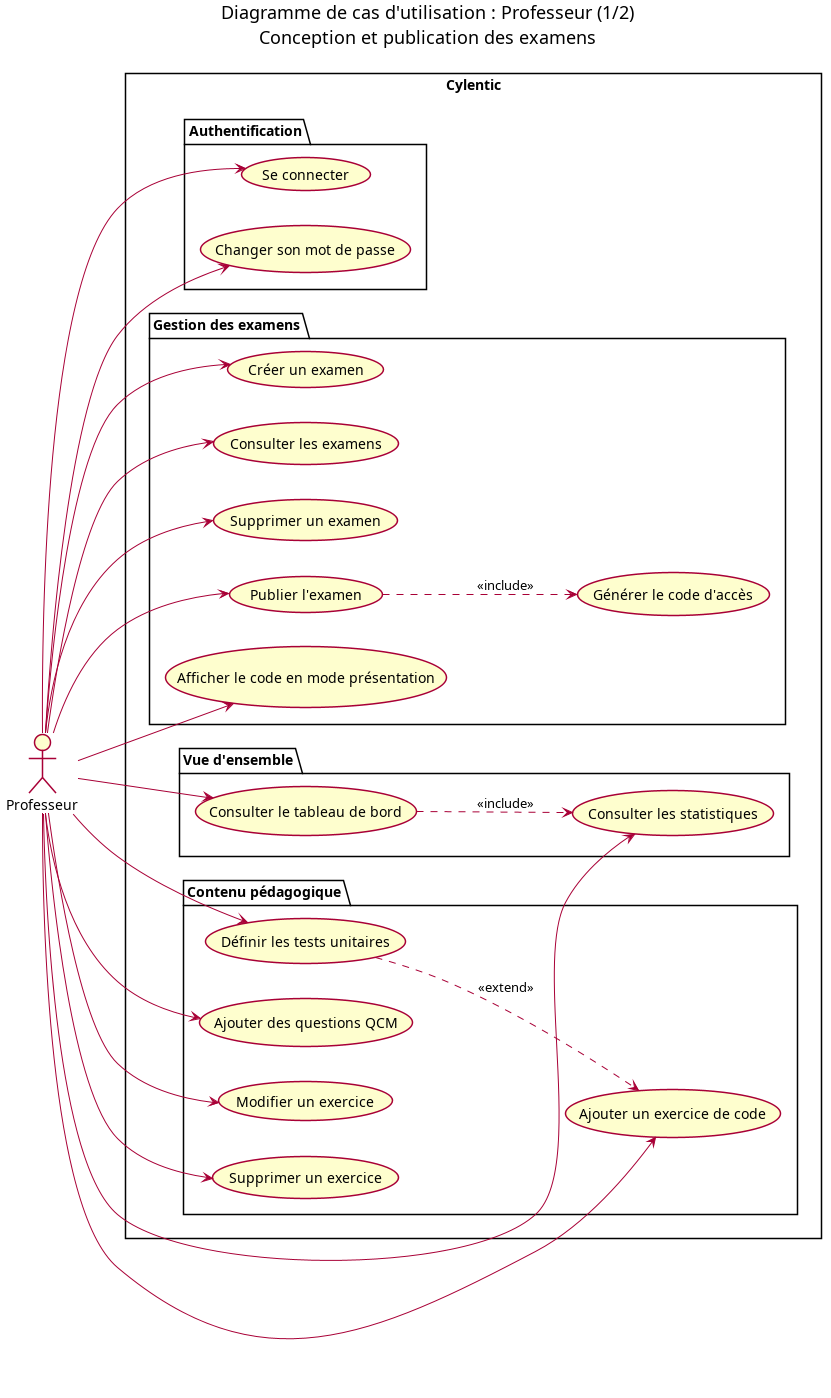 Diagramme de cas d'utilisation : Professeur (1/2)
Conception et publication des examens
Cylentic
Authentification
Se connecter
Changer son mot de passe
Gestion des examens
Créer un examen
Consulter les examens
Supprimer un examen
Publier l'examen
«include»
Générer le code d'accès
Afficher le code en mode présentation
Professeur
Vue d'ensemble
Consulter le tableau de bord
«include»
Consulter les statistiques
Contenu pédagogique
Définir les tests unitaires
«extend»
Ajouter des questions QCM
Modifier un exercice
Ajouter un exercice de code
Supprimer un exercice